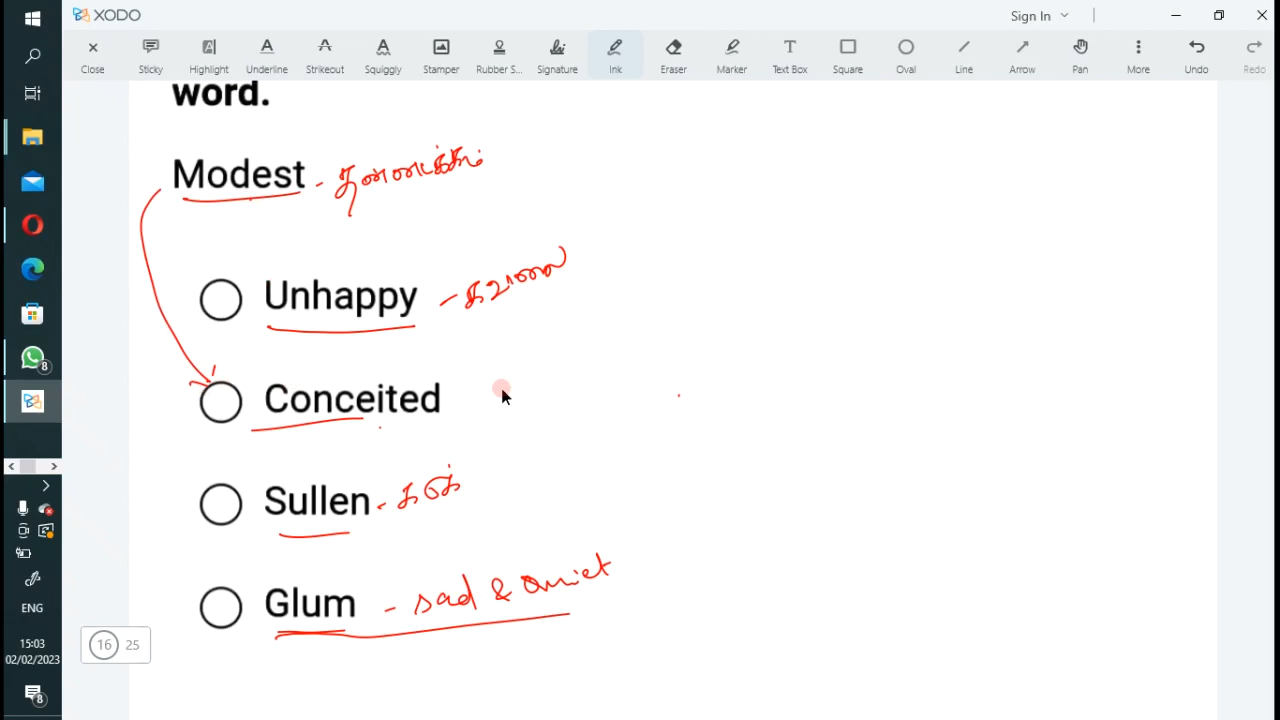 XODO
Sign In
Close
Sticky
Highlight
Underline
Strikeout
Squiggly
Stamper
Rubber S...
Signature
Ink
Eraser
Marker
Text Box
Square
Oval
Line
Arrow
Pan
More
Undo
Redo
word.
Modest -
Unhappy -
Conceited
Sullen -
Glum - sad & Quiet
8
ENG
15:03
02/02/2023
8
16 25